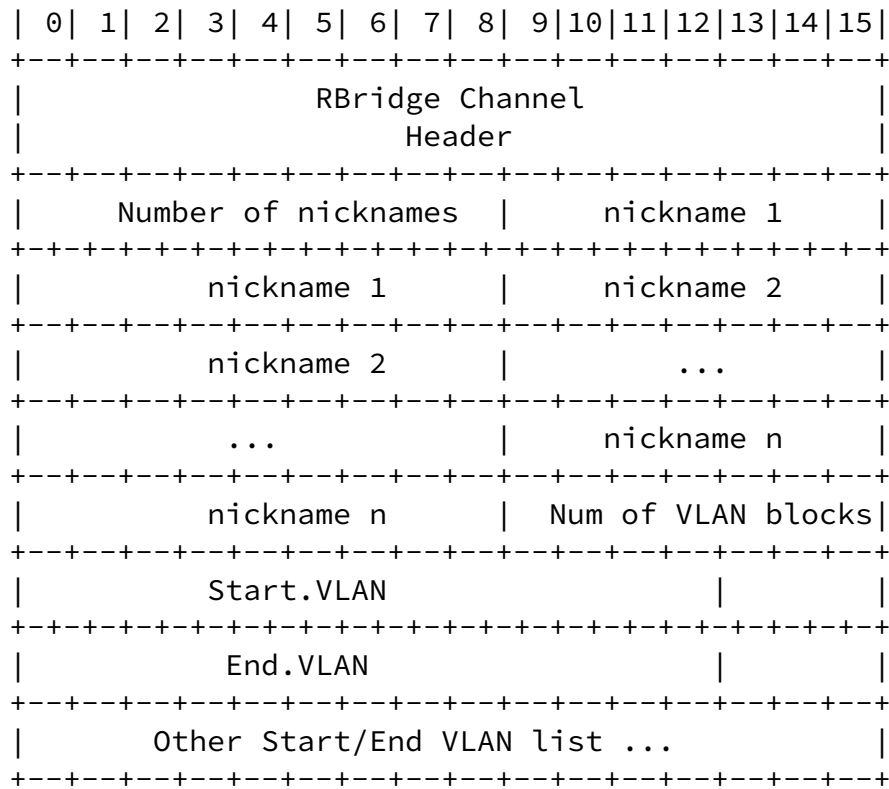 | 0| 1| 2| 3| 4| 5| 6| 7| 8| 9|10|11|12|13|14|15|
+--+--+--+--+--+--+--+--+--+--+--+--+--+--+--+--+
|                RBridge Channel                |
|                     Header                    |
+--+--+--+--+--+--+--+--+--+--+--+--+--+--+--+--+
|     Number of nicknames  |     nickname 1     |
+-+-+-+-+-+-+-+-+-+-+-+-+-+-+-+-+-+-+-+-+-+-+-+-+
|          nickname 1      |     nickname 2     |
+--+--+--+--+--+--+--+--+--+--+--+--+--+--+--+--+
|          nickname 2      |         ...        |
+--+--+--+--+--+--+--+--+--+--+--+--+--+--+--+--+
|           ...            |     nickname n     |
+--+--+--+--+--+--+--+--+--+--+--+--+--+--+--+--+
|          nickname n      |  Num of VLAN blocks|
+--+--+--+--+--+--+--+--+--+--+--+--+--+--+--+--+
|          Start.VLAN                  |        |
+-+-+-+-+-+-+-+-+-+-+-+-+-+-+-+-+-+-+-+-+-+-+-+-+
|           End.VLAN                   |        |
+--+--+--+--+--+--+--+--+--+--+--+--+--+--+--+--+
|       Other Start/End VLAN list ...           |
+--+--+--+--+--+--+--+--+--+--+--+--+--+--+--+--+